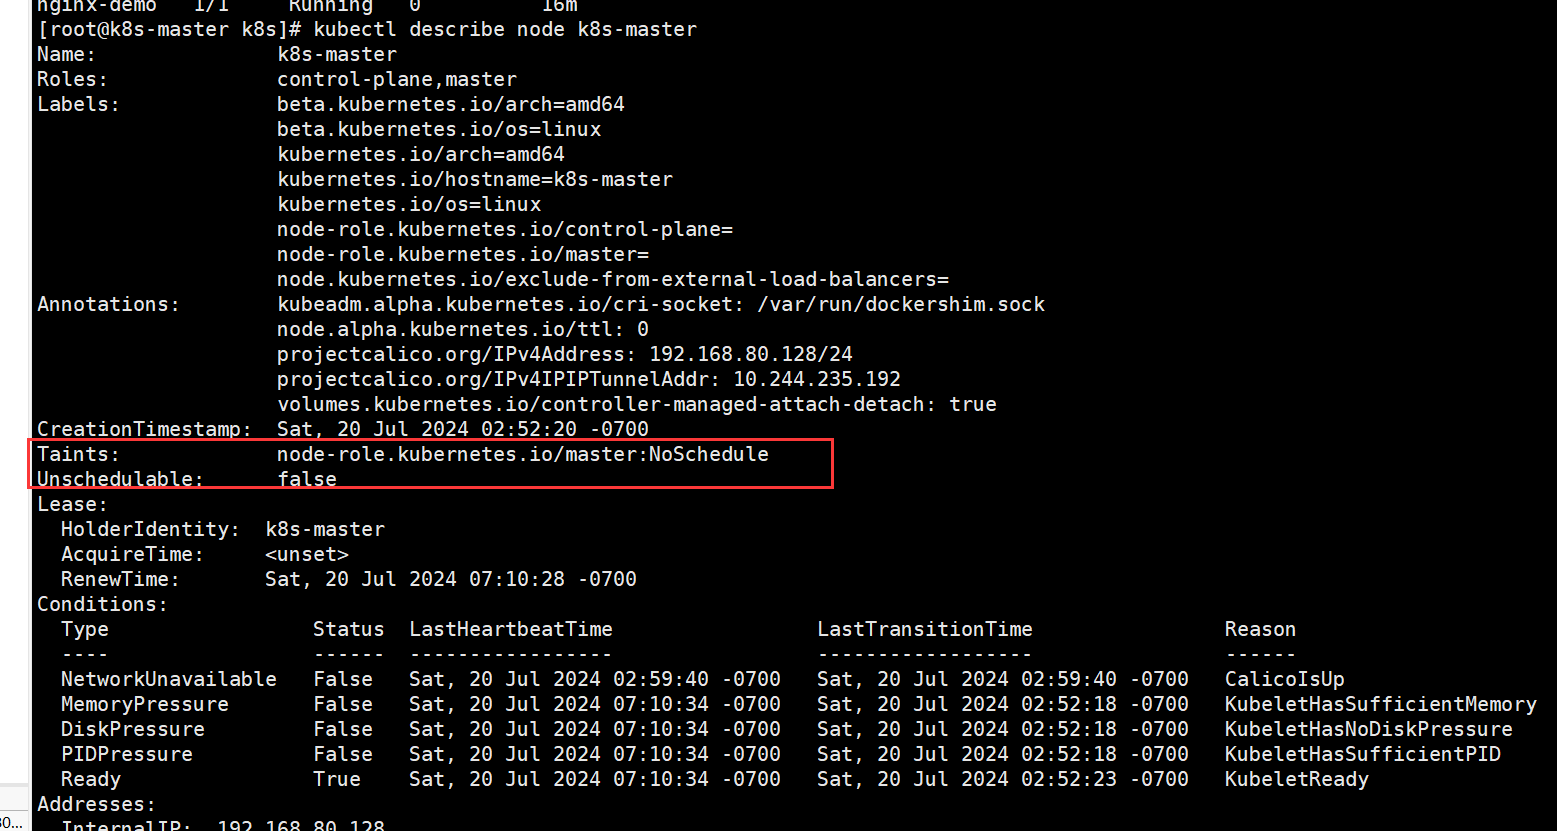 nginx-demo   1/1     Running   0          16m
[root@k8s-master k8s]# kubectl describe node k8s-master
Name:               k8s-master
Roles:              control-plane,master
Labels:             beta.kubernetes.io/arch=amd64
                    beta.kubernetes.io/os=linux
                    kubernetes.io/arch=amd64
                    kubernetes.io/hostname=k8s-master
                    kubernetes.io/os=linux
                    node-role.kubernetes.io/control-plane=
                    node-role.kubernetes.io/master=
                    node.kubernetes.io/exclude-from-external-load-balancers=
Annotations:        kubeadm.alpha.kubernetes.io/cri-socket: /var/run/dockershim.sock
                    node.alpha.kubernetes.io/ttl: 0
                    projectcalico.org/IPv4Address: 192.168.80.128/24
                    projectcalico.org/IPv4IPIPTunnelAddr: 10.244.235.192
                    volumes.kubernetes.io/controller-managed-attach-detach: true
CreationTimestamp:  Sat, 20 Jul 2024 02:52:20 -0700
Taints:             node-role.kubernetes.io/master:NoSchedule
Unschedulable:      false
Lease:
  HolderIdentity:  k8s-master
  AcquireTime:     <unset>
  RenewTime:       Sat, 20 Jul 2024 07:10:28 -0700
Conditions:
  Type                 Status  LastHeartbeatTime                 LastTransitionTime                Reason
  ----                 ------  -----------------                 ------------------                ------
  NetworkUnavailable   False   Sat, 20 Jul 2024 02:59:40 -0700   Sat, 20 Jul 2024 02:59:40 -0700   CalicoIsUp
  MemoryPressure       False   Sat, 20 Jul 2024 07:10:34 -0700   Sat, 20 Jul 2024 02:52:18 -0700   KubeletHasSufficientMemory
  DiskPressure         False   Sat, 20 Jul 2024 07:10:34 -0700   Sat, 20 Jul 2024 02:52:18 -0700   KubeletHasNoDiskPressure
  PIDPressure          False   Sat, 20 Jul 2024 07:10:34 -0700   Sat, 20 Jul 2024 02:52:18 -0700   KubeletHasSufficientPID
  Ready                True    Sat, 20 Jul 2024 07:10:34 -0700   Sat, 20 Jul 2024 02:52:23 -0700   KubeletReady
Addresses:
  InternalIP:  192.168.80.128